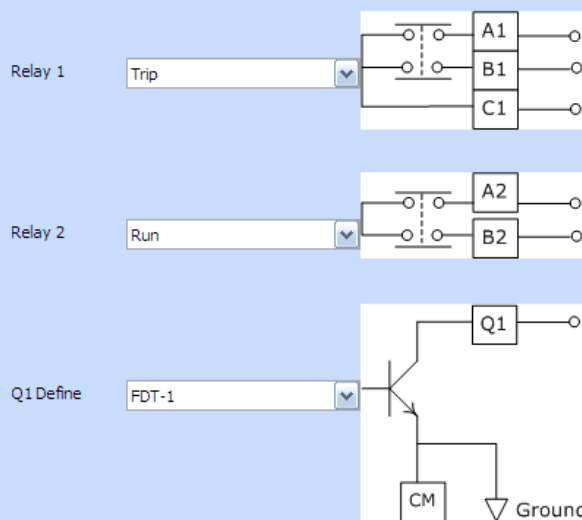 A1
Relay 1 Trip B1
C1
A2
Relay 2 Run B2
Q1
Q1 Define FDT-1
CM
Ground